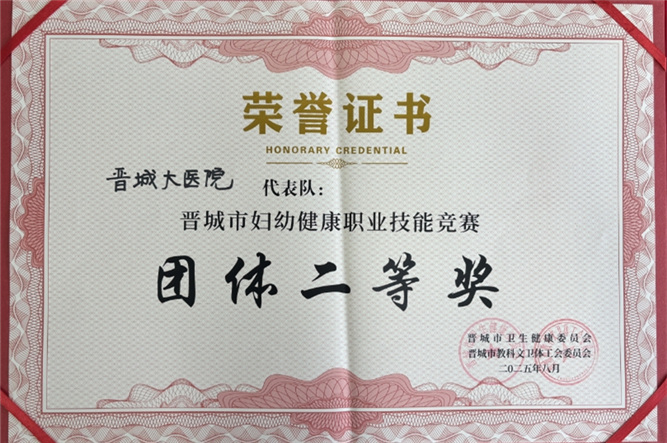 荣誉证书
HONORARY CREDENTIAL
晋城大医院 代表队：
晋城市妇幼健康职业技能竞赛
团体二等奖
晋城市卫生健康委员会
晋城市教科文卫体工会委员会
二〇二五年八月